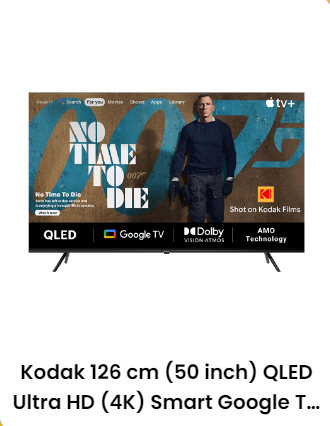 Search For you Movies Shows Apps Library
tv+
NO
TIME
TO
DIE
007
No Time To Die
Shot on Kodak Films
QLED
Google TV
Dolby
VISION·ATMOS
AMO
Technology
Kodak 126 cm (50 inch) QLED
Ultra HD (4K) Smart Google T...